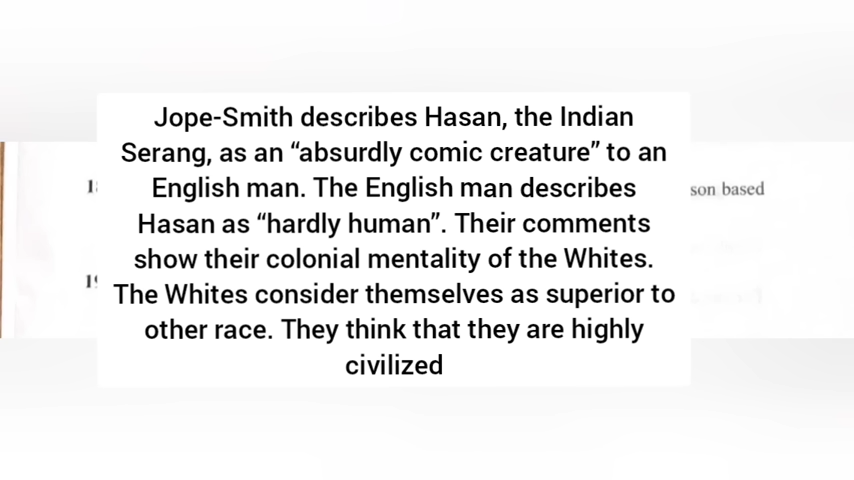 Jope-Smith describes Hasan, the Indian
Serang, as an “absurdly comic creature” to an
English man. The English man describes
Hasan as “hardly human”. Their comments
show their colonial mentality of the Whites.
The Whites consider themselves as superior to
other race. They think that they are highly
civilized
son based